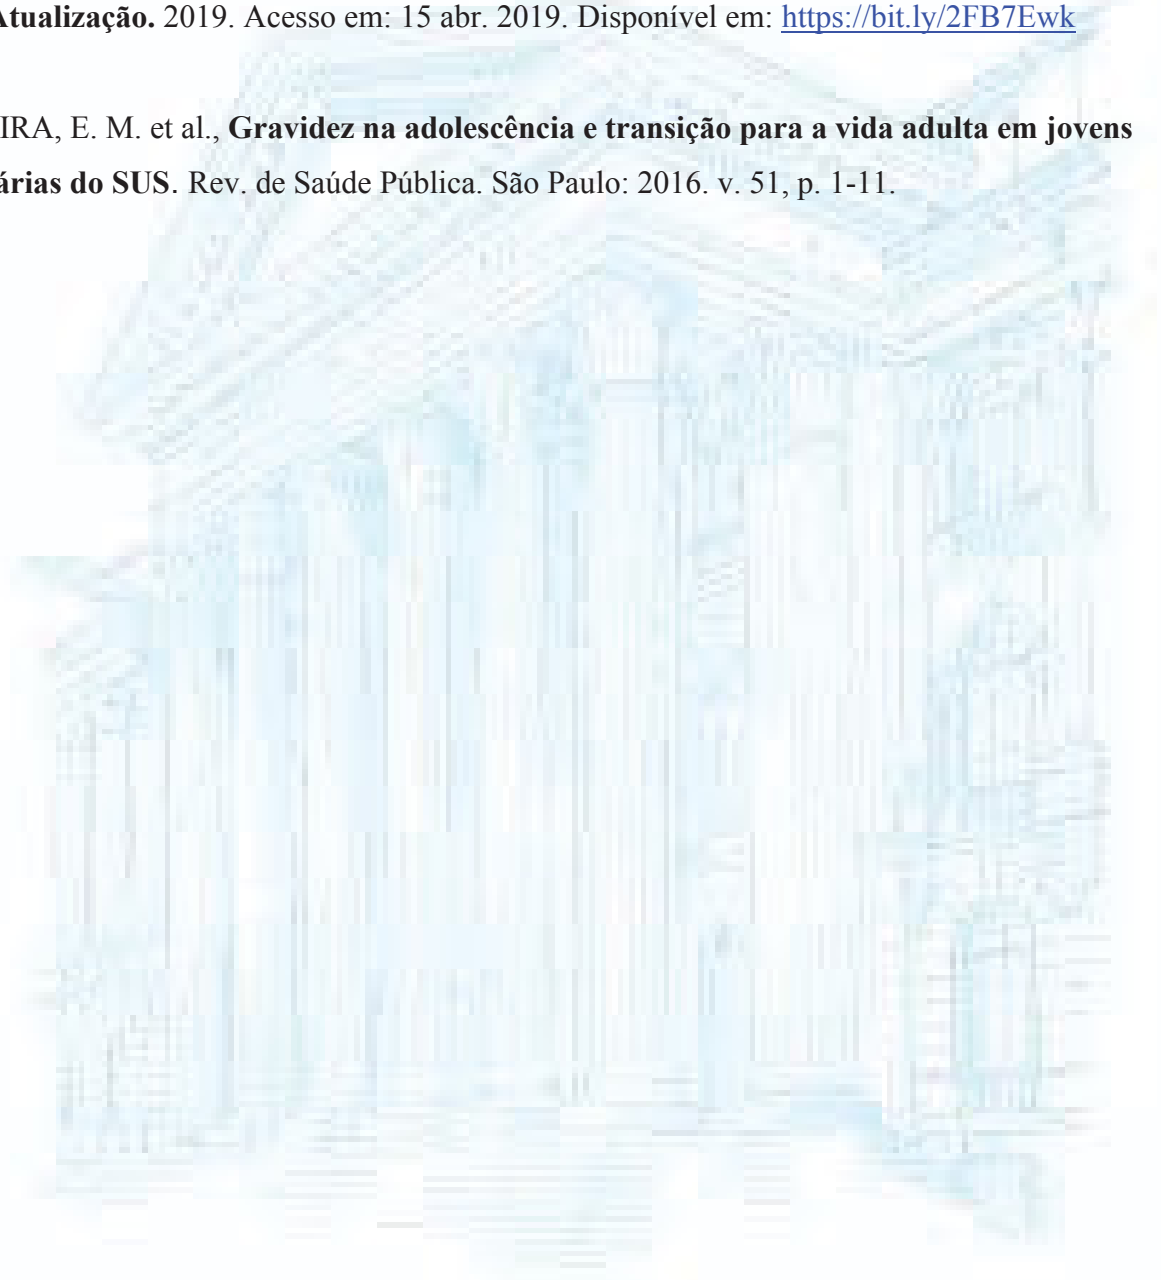 Atualização. 2019. Acesso em: 15 abr. 2019. Disponível em: https://bit.ly/2FB7Ewk
IRA, E. M. et al., Gravidez na adolescência e transição para a vida adulta em jovens
árias do SUS. Rev. de Saúde Pública. São Paulo: 2016. v. 51, p. 1-11.